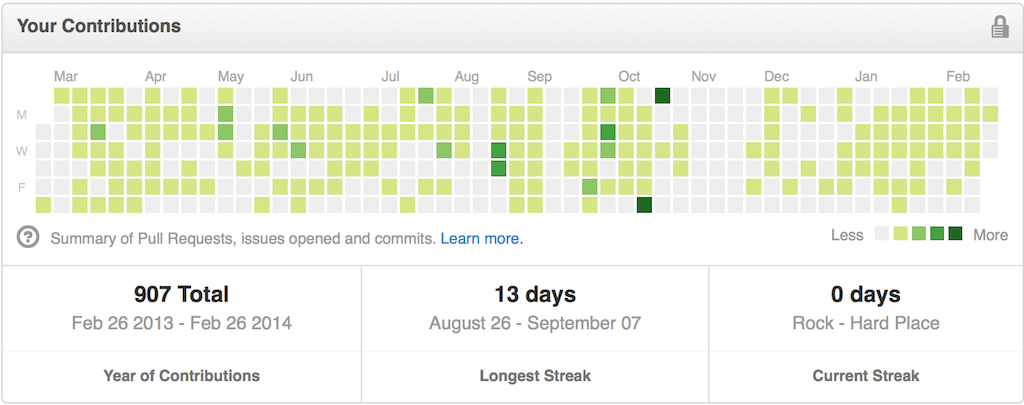 Your Contributions
Mar Apr May Jun Jul Aug Sep Oct Nov Dec Jan Feb
M
W
F
? Summary of Pull Requests, issues opened and commits. Learn more. Less More
907 Total 13 days 0 days
Feb 26 2013 - Feb 26 2014 August 26 - September 07 Rock - Hard Place
Year of Contributions Longest Streak Current Streak